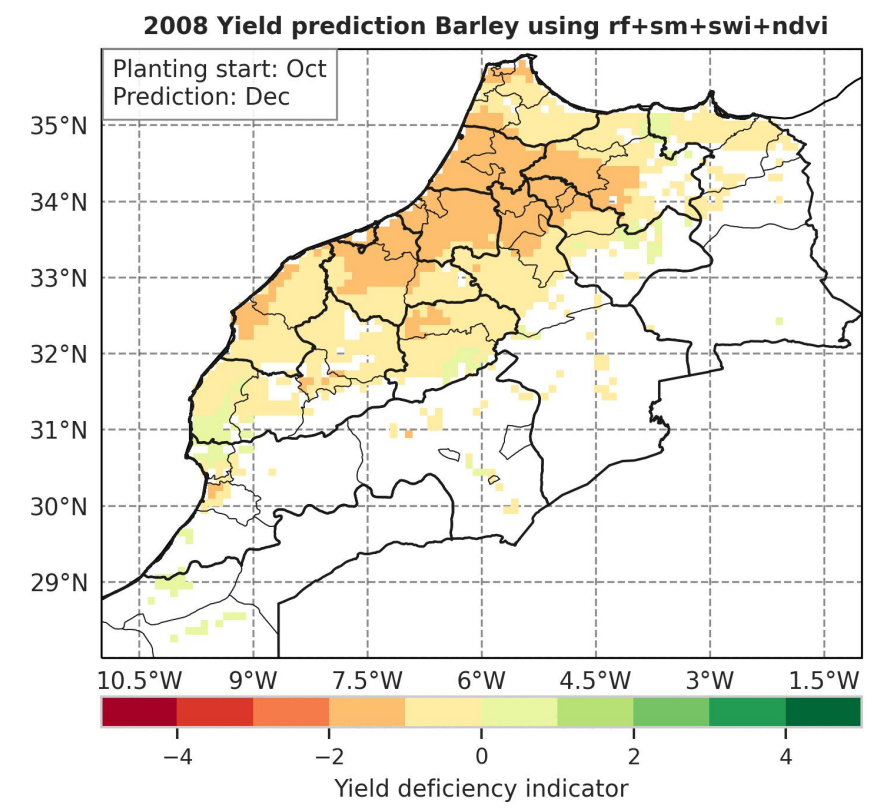 2008 Yield prediction Barley using rf+sm+swi+ndvi
Planting start: Oct
Prediction: Dec
35°N
34°N
33°N
32°N
31°N
30°N
29°N
10.5°W 9°W 7.5°W 6°W 4.5°W 3°W 1.5°W
−4 −2 0 2 4
Yield deficiency indicator